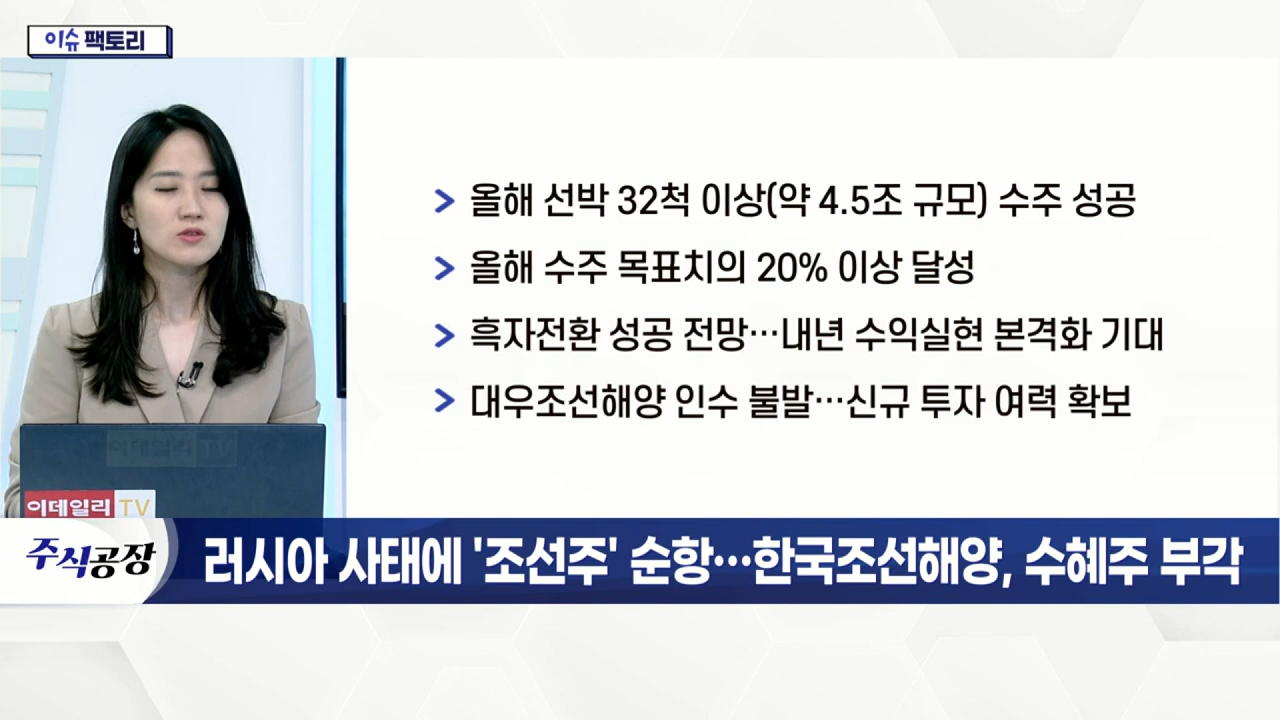 이슈 팩토리
올해 선박 32척 이상(약 4.5조 규모) 수주 성공
올해 수주 목표치의 20% 이상 달성
흑자전환 성공 전망…내년 수익실현 본격화 기대
대우조선해양 인수 불발…신규 투자 여력 확보
이데일리 TV
이데일리 TV
주식공장
러시아 사태에 '조선주' 순항…한국조선해양, 수혜주 부각